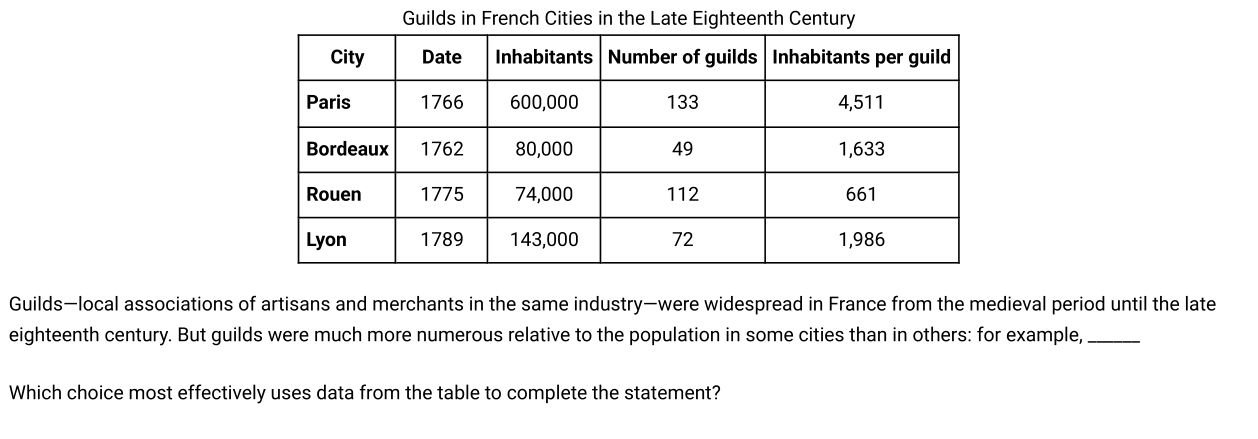 Guilds in French Cities in the Late Eighteenth Century
City Date Inhabitants Number of guilds Inhabitants per guild
Paris 1766 600,000 133 4,511
Bordeaux 1762 80,000 49 1,633
Rouen 1775 74,000 112 661
Lyon 1789 143,000 72 1,986
Guilds—local associations of artisans and merchants in the same industry—were widespread in France from the medieval period until the late
eighteenth century. But guilds were much more numerous relative to the population in some cities than in others: for example, ______
Which choice most effectively uses data from the table to complete the statement?